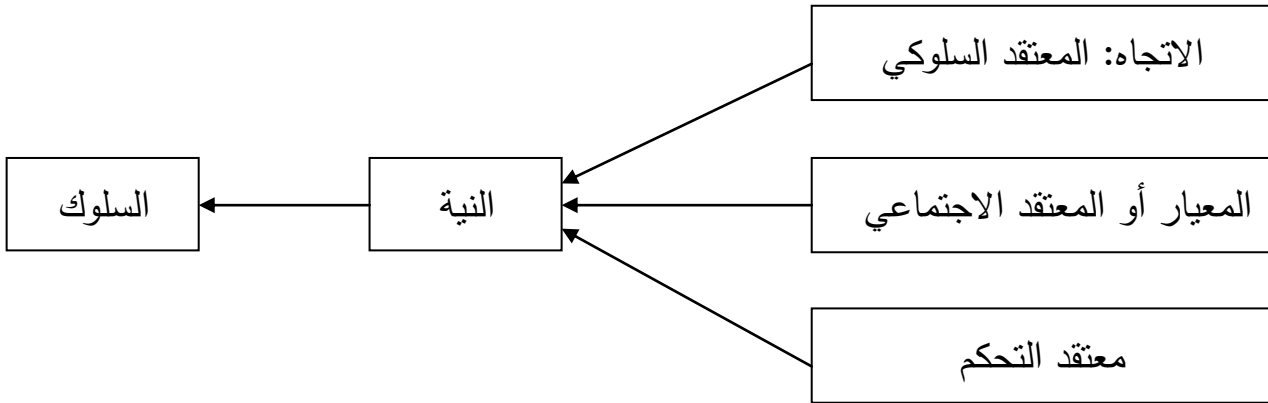 الاتجاه: المعتقد السلوكي
المعيار أو المعتقد الاجتماعي
النية
السلوك
معتقد التحكم